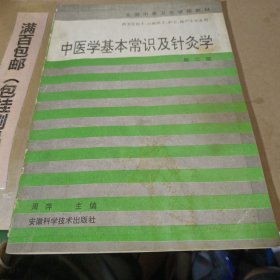 安徽中等卫生学校教材
中医学基本常识及针灸学
第二版
周萍 主编
安徽科学技术出版社
满百包邮（包挂刷